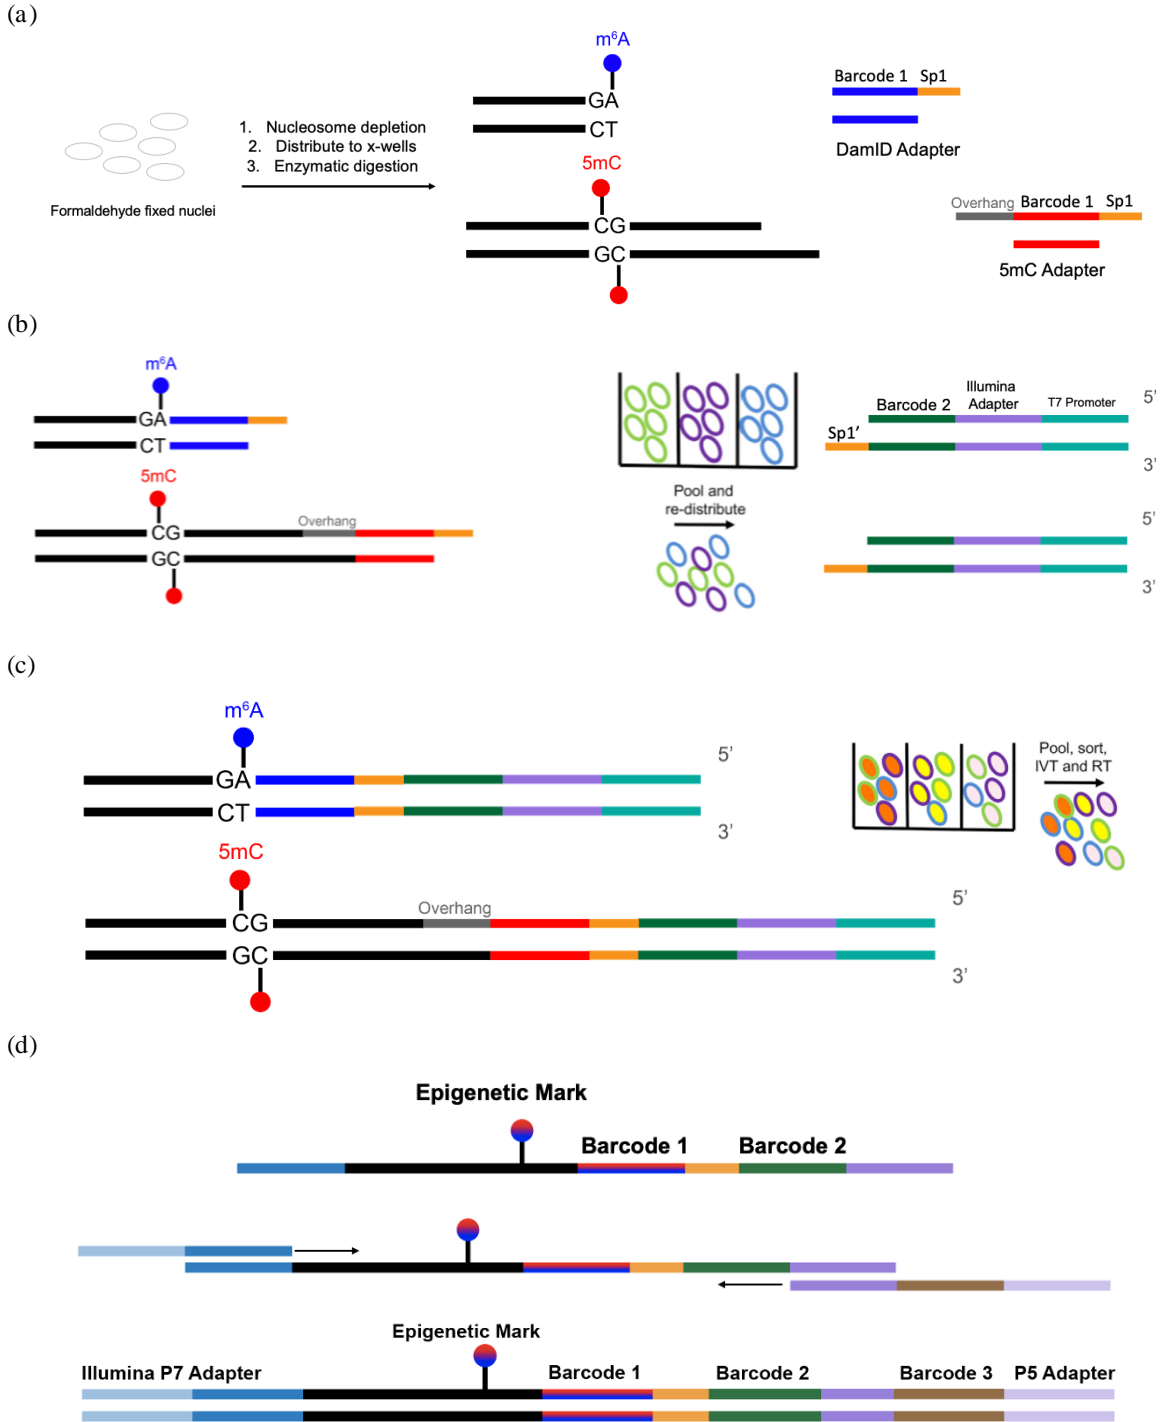 (a)
m⁶A
GA
CT
Barcode 1 Sp1
DamID Adapter
1. Nucleosome depletion
2. Distribute to x-wells
3. Enzymatic digestion
Formaldehyde fixed nuclei
5mC
CG
GC
Overhang Barcode 1 Sp1
5mC Adapter
(b)
m⁶A
GA
CT
5mC
Overhang
CG
GC
Pool and
re-distribute
Barcode 2
Illumina
Adapter
T7 Promoter
5’
Sp1’
3’
5’
3’
(c)
m⁶A
5’
GA
CT
3’
Pool, sort,
IVT and RT
5mC
5’
Overhang
CG
GC
3’
(d)
Epigenetic Mark
Barcode 1
Barcode 2
Epigenetic Mark
Illumina P7 Adapter
Barcode 1
Barcode 2
Barcode 3
P5 Adapter